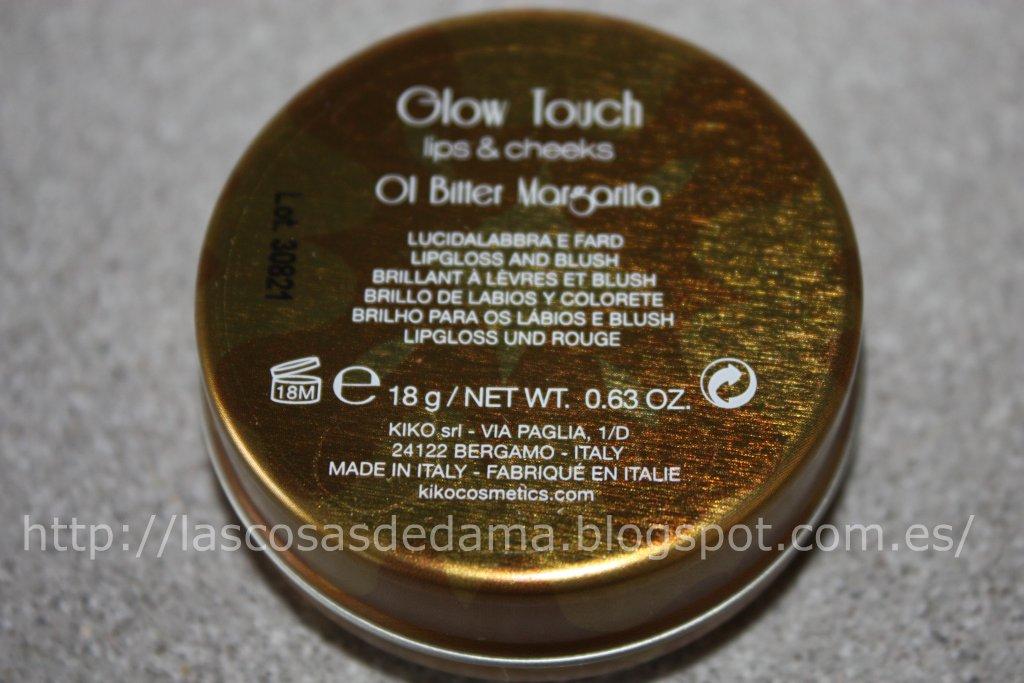 Glow Touch
lips & cheeks
01 Bitter Margarita
Lot. 30821
LUCIDALABBRA E FARD
LIPGLOSS AND BLUSH
BRILLANT À LÈVRES ET BLUSH
BRILLO DE LABIOS Y COLORETE
BRILHO PARA OS LÁBIOS E BLUSH
LIPGLOSS UND ROUGE
18M e 18 g / NET WT. 0.63 OZ.
KIKO srl - VIA PAGLIA, 1/D
24122 BERGAMO - ITALY
MADE IN ITALY - FABRIQUÉ EN ITALIE
kikocosmetics.com
http://lascosasdedama.blogspot.com.es/